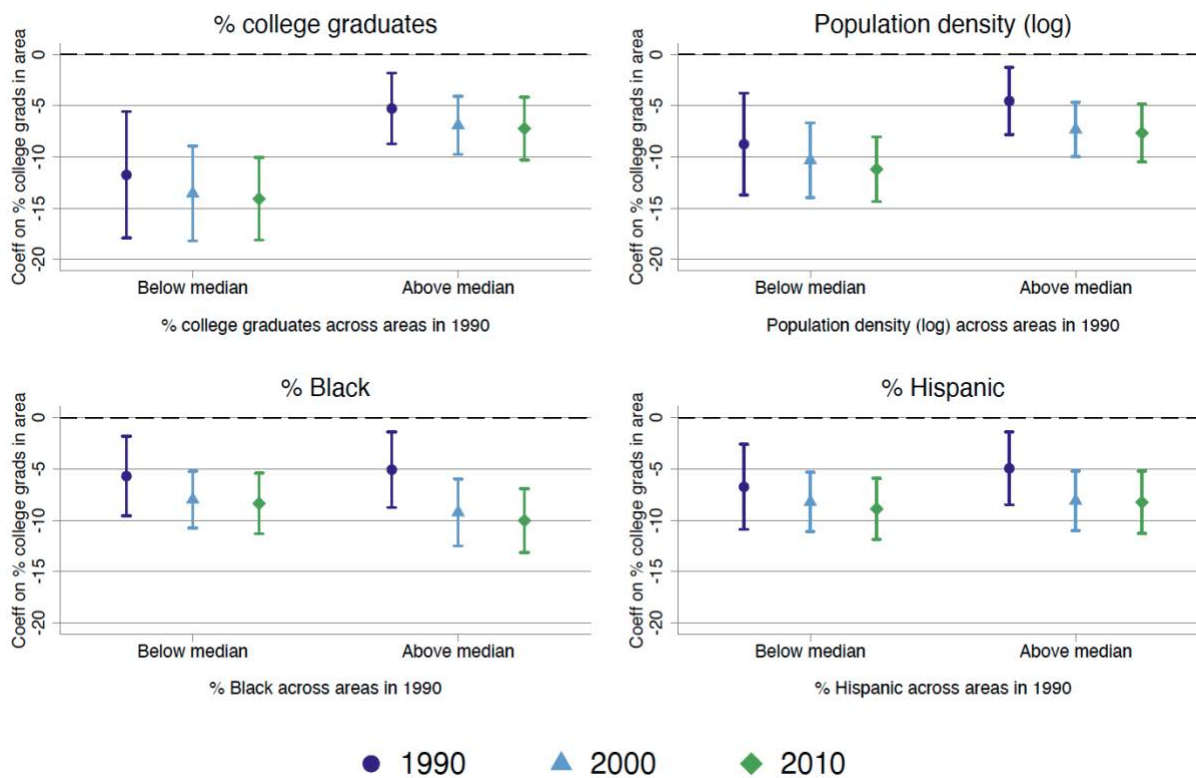 % college graduates
Coeff on % college grads in area
0
-5
-10
-15
-20
Below median
Above median
% college graduates across areas in 1990
Population density (log)
Coeff on % college grads in area
0
-5
-10
-15
-20
Below median
Above median
Population density (log) across areas in 1990
% Black
Coeff on % college grads in area
0
-5
-10
-15
-20
Below median
Above median
% Black across areas in 1990
% Hispanic
Coeff on % college grads in area
0
-5
-10
-15
-20
Below median
Above median
% Hispanic across areas in 1990
1990 2000 2010